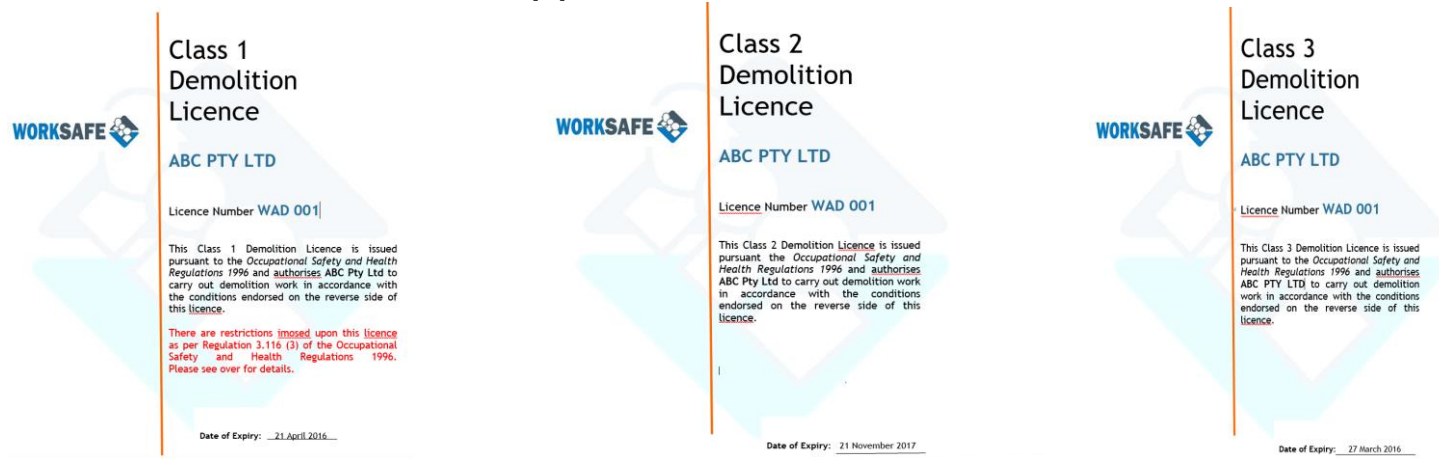 Class 1
Demolition
Licence
WORKSAFE
ABC PTY LTD
Licence Number WAD 001
This Class 1 Demolition Licence is issued
pursuant to the Occupational Safety and Health
Regulations 1996 and authorises ABC Pty Ltd to
carry out demolition work in accordance with
the conditions endorsed on the reverse side of
this licence.
There are restrictions imosed upon this licence
as per Regulation 3.116 (3) of the Occupational
Safety and Health Regulations 1996.
Please see over for details.
Date of Expiry: 21 April 2016
Class 2
Demolition
Licence
WORKSAFE
ABC PTY LTD
Licence Number WAD 001
This Class 2 Demolition Licence is issued
pursuant to the Occupational Safety and
Health Regulations 1996 and authorises
ABC Pty Ltd to carry out demolition work
in accordance with the conditions
endorsed on the reverse side of this
licence.
Date of Expiry: 21 November 2017
Class 3
Demolition
Licence
WORKSAFE
ABC PTY LTD
Licence Number WAD 001
This Class 3 Demolition Licence is issued
pursuant to the Occupational Safety and
Health Regulations 1996 and authorises
ABC PTY LTD to carry out demolition
work in accordance with the conditions
endorsed on the reverse side of this
licence.
Date of Expiry: 27 March 2016